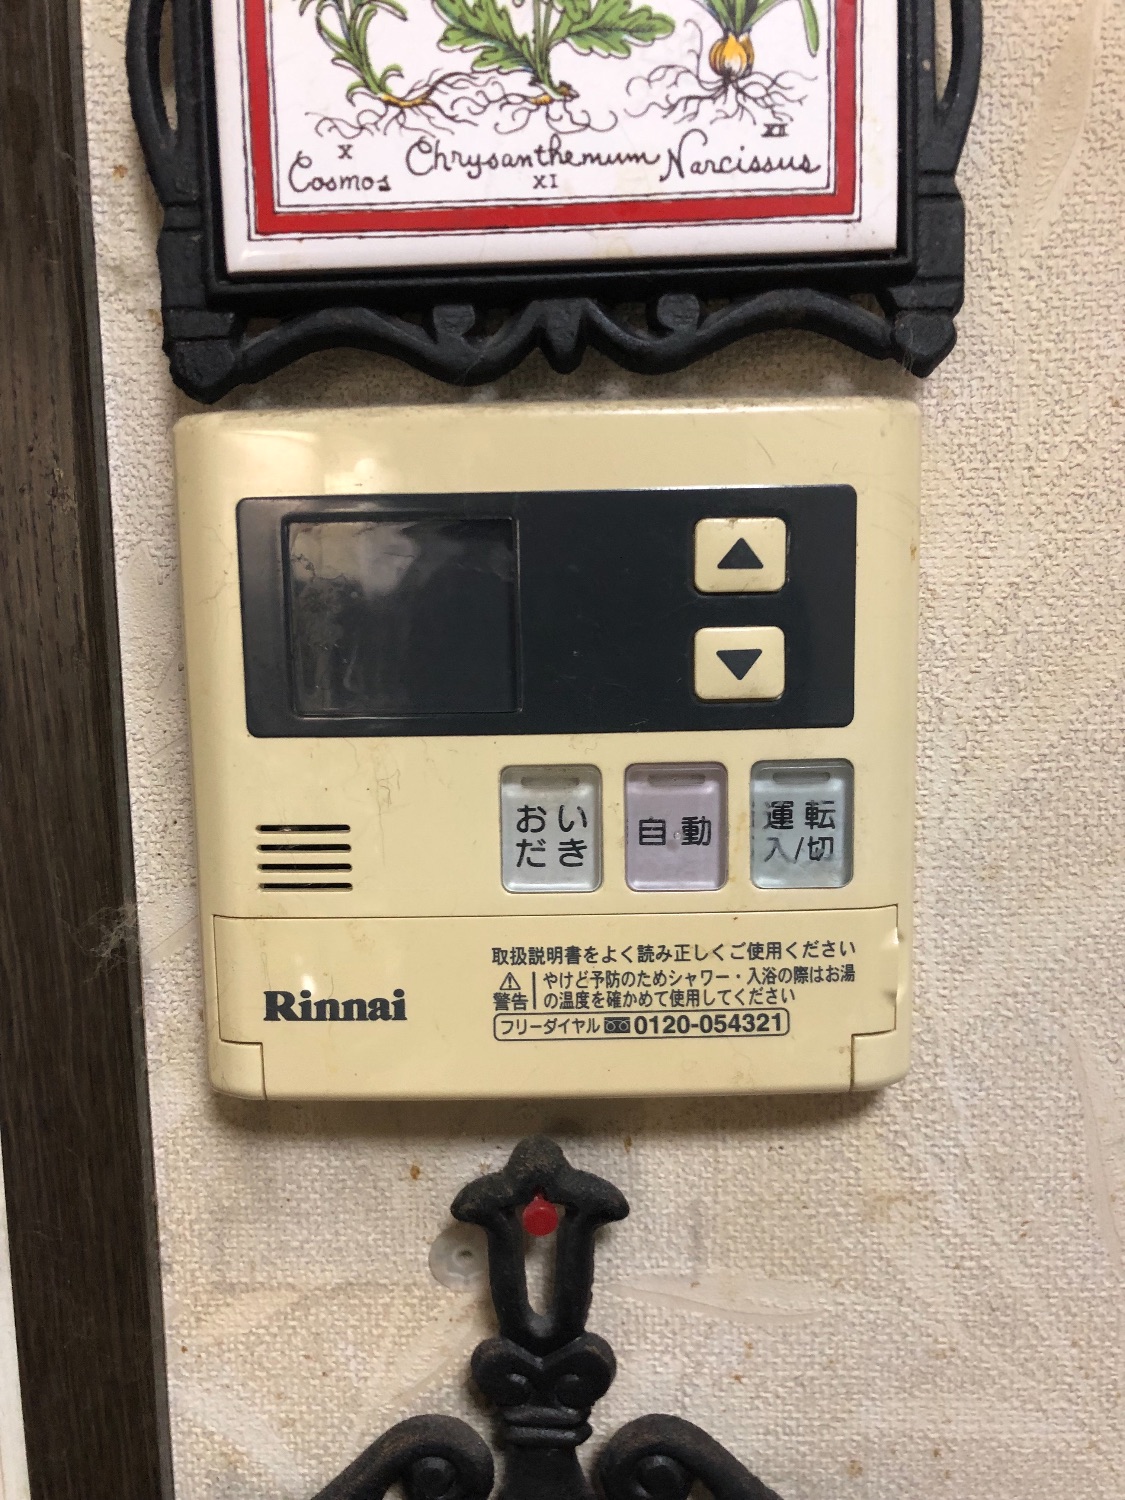 X
Cosmos
Chrysanthemum
XI
XII
Narcissus
おい
だき
自動
運転
入/切
取扱説明書をよく読み正しくご使用ください
警告
やけど予防のためシャワー・入浴の際はお湯
の温度を確かめて使用してください
フリーダイヤル 0120-054321
Rinnai